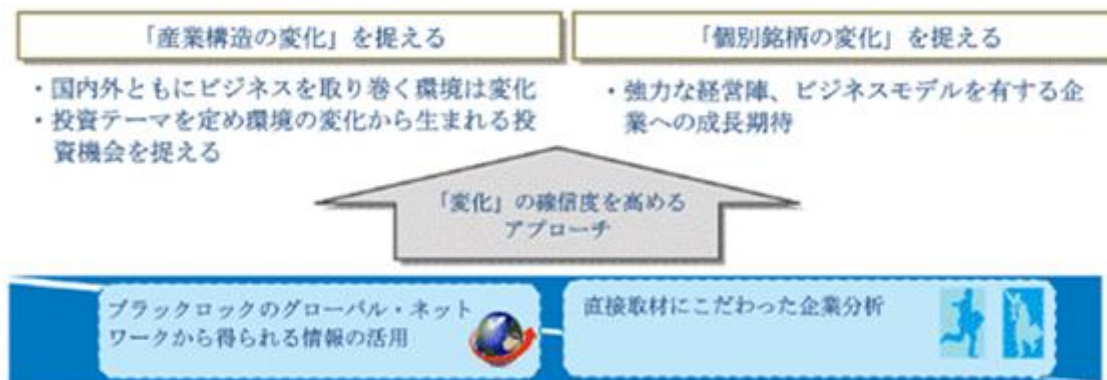 「産業構造の変化」を捉える
・国内外ともにビジネスを取り巻く環境は変化
・投資テーマを定め環境の変化から生まれる投
資機会を捉える
「個別銘柄の変化」を捉える
・強力な経営陣、ビジネスモデルを有する企
業への成長期待
「変化」の確信度を高める
アプローチ
ブラックロックのグローバル・ネット
ワークから得られる情報の活用
直接取材にこだわった企業分析